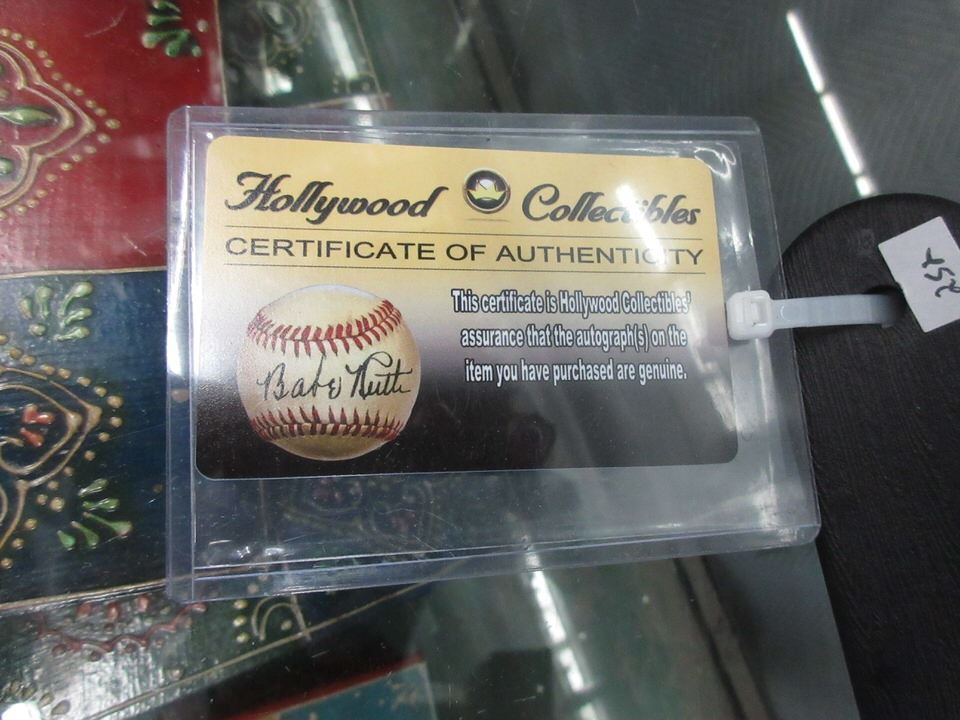 Hollywood Collectibles
CERTIFICATE OF AUTHENTICITY
This certificate is Hollywood Collectibles'
assurance that the autograph(s) on the
item you have purchased are genuine.
Babe Ruth